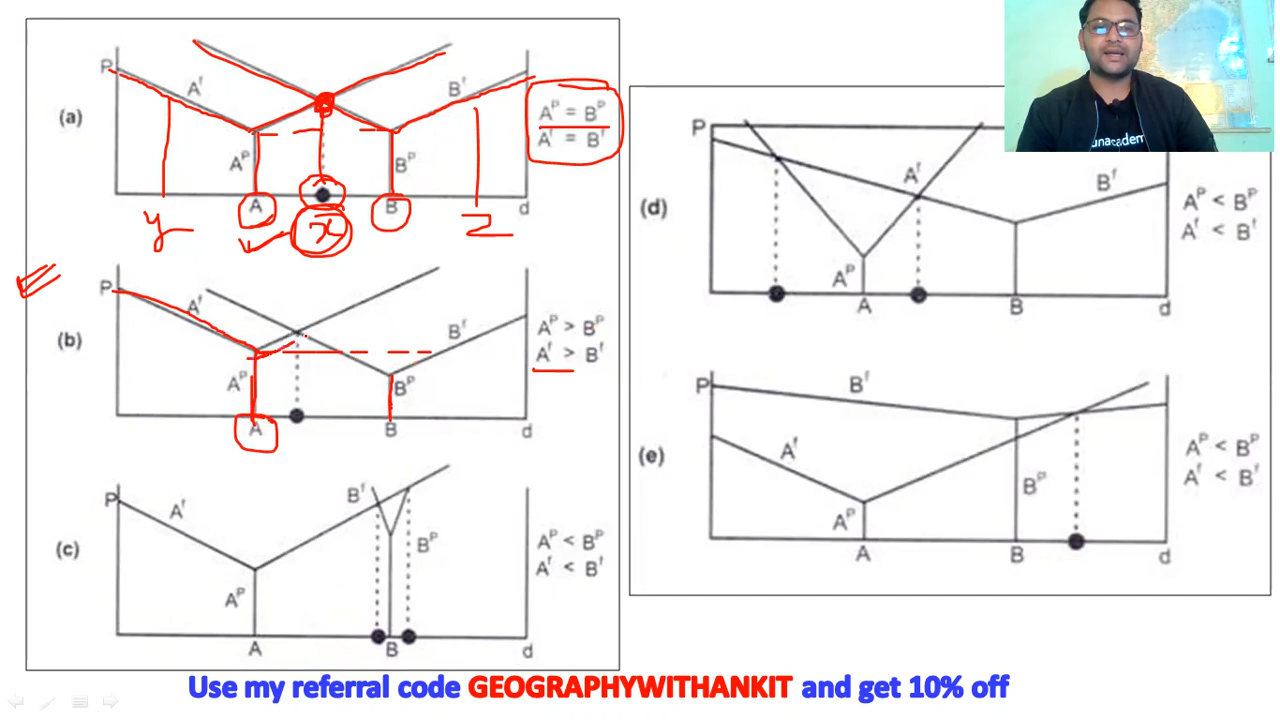 (a)
P
A^f
B^f
A^P
B^P
A
B
d
A^P = B^P
A^f = B^f
y
x
z
(b)
P
A^f
B^f
A^P
B^P
A
B
d
A^P > B^P
A^f > B^f
(c)
P
A^f
B^f
A^P
B^P
A
B
d
A^P < B^P
A^f < B^f
(d)
P
A^f
B^f
A^P
A
B
d
A^P < B^P
A^f < B^f
(e)
P
B^f
A^f
A^P
B^P
A
B
d
A^P < B^P
A^f < B^f
unacadem
Use my referral code GEOGRAPHYWITHANKIT and get 10% off